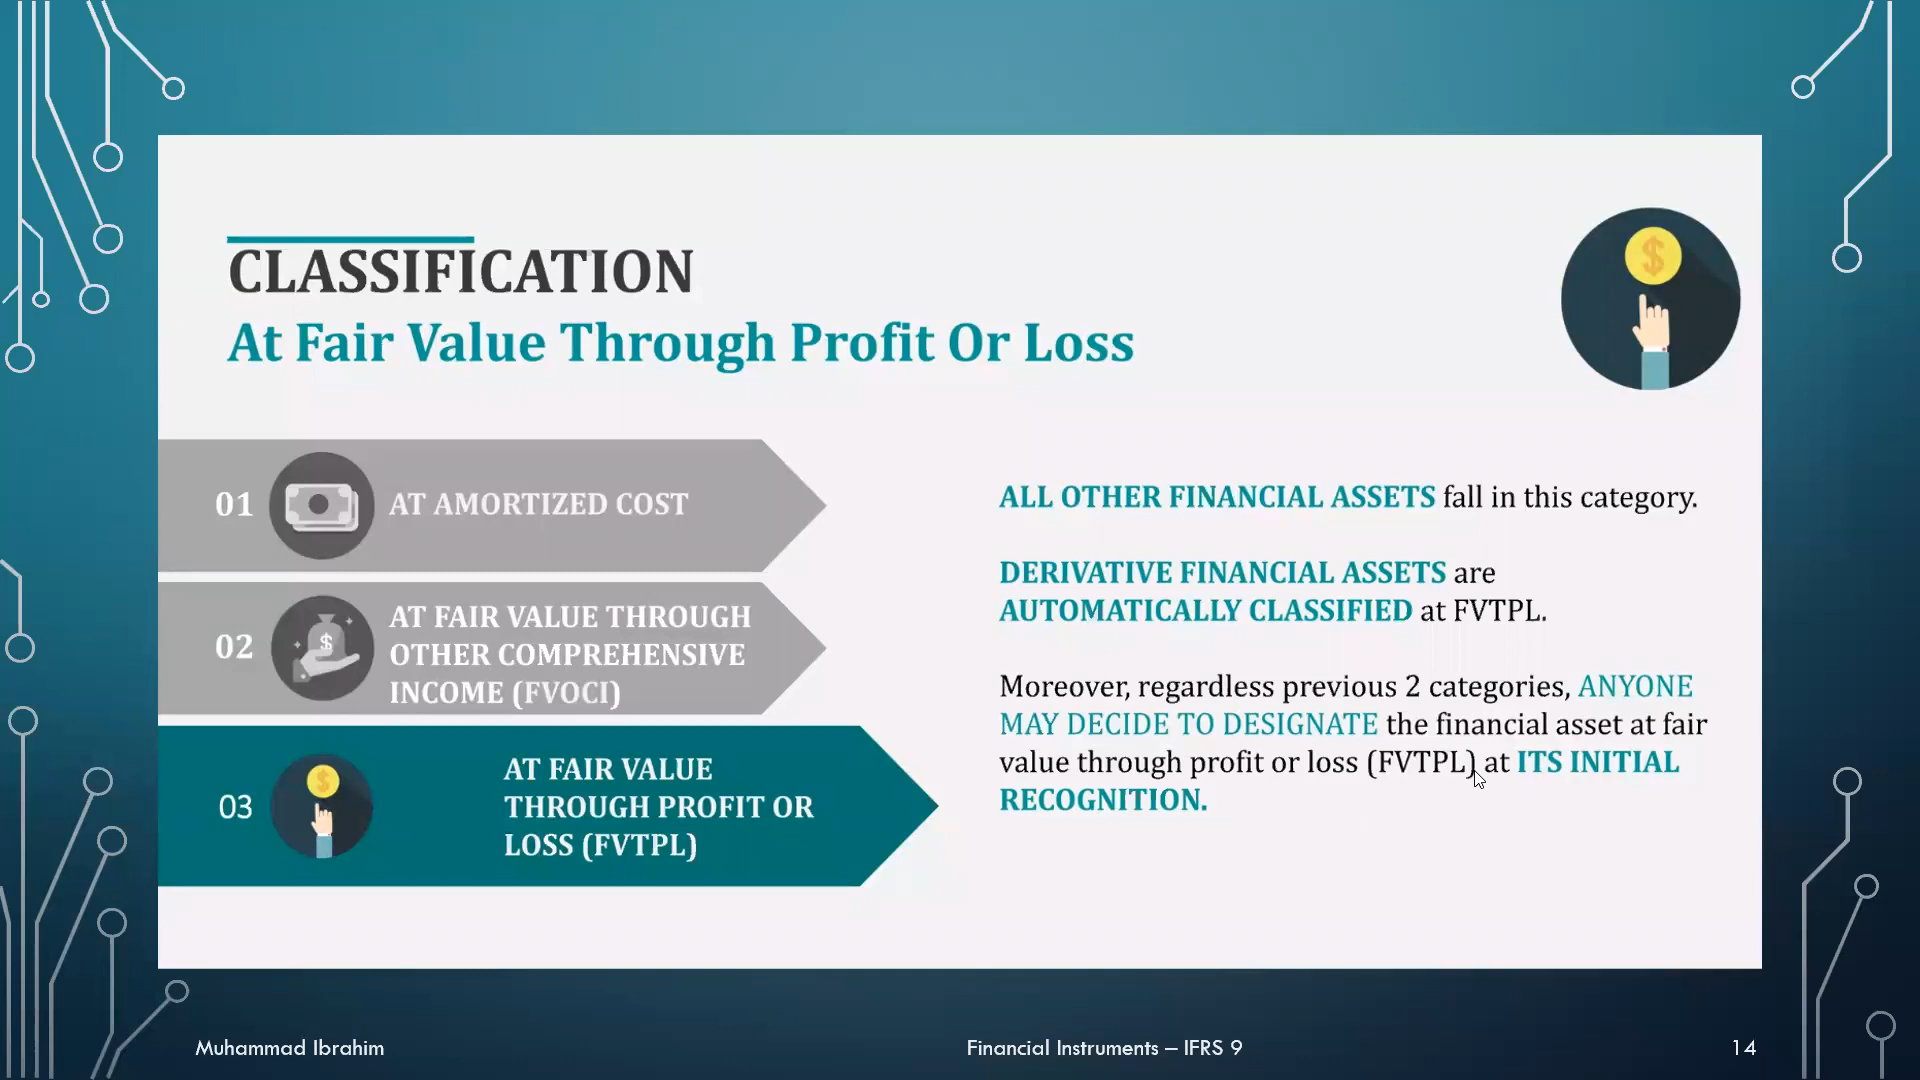 CLASSIFICATION
At Fair Value Through Profit Or Loss
01
AT AMORTIZED COST
02
AT FAIR VALUE THROUGH
OTHER COMPREHENSIVE
INCOME (FVOCI)
03
AT FAIR VALUE
THROUGH PROFIT OR
LOSS (FVTPL)
ALL OTHER FINANCIAL ASSETS fall in this category.
DERIVATIVE FINANCIAL ASSETS are
AUTOMATICALLY CLASSIFIED at FVTPL.
Moreover, regardless previous 2 categories, ANYONE
MAY DECIDE TO DESIGNATE the financial asset at fair
value through profit or loss (FVTPL) at ITS INITIAL
RECOGNITION.
Muhammad Ibrahim
Financial Instruments – IFRS 9
14